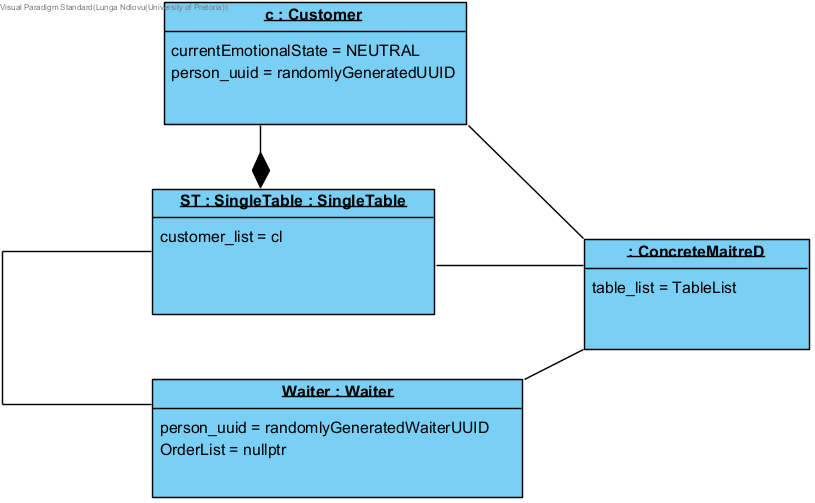 Visual Paradigm Standard(Lunga Ndlovu(University of Pretoria))
c : Customer
currentEmotionalState = NEUTRAL
person_uuid = randomlyGeneratedUUID
ST : SingleTable : SingleTable
customer_list = cl
: ConcreteMaitreD
table_list = TableList
Waiter : Waiter
person_uuid = randomlyGeneratedWaiterUUID
OrderList = nullptr